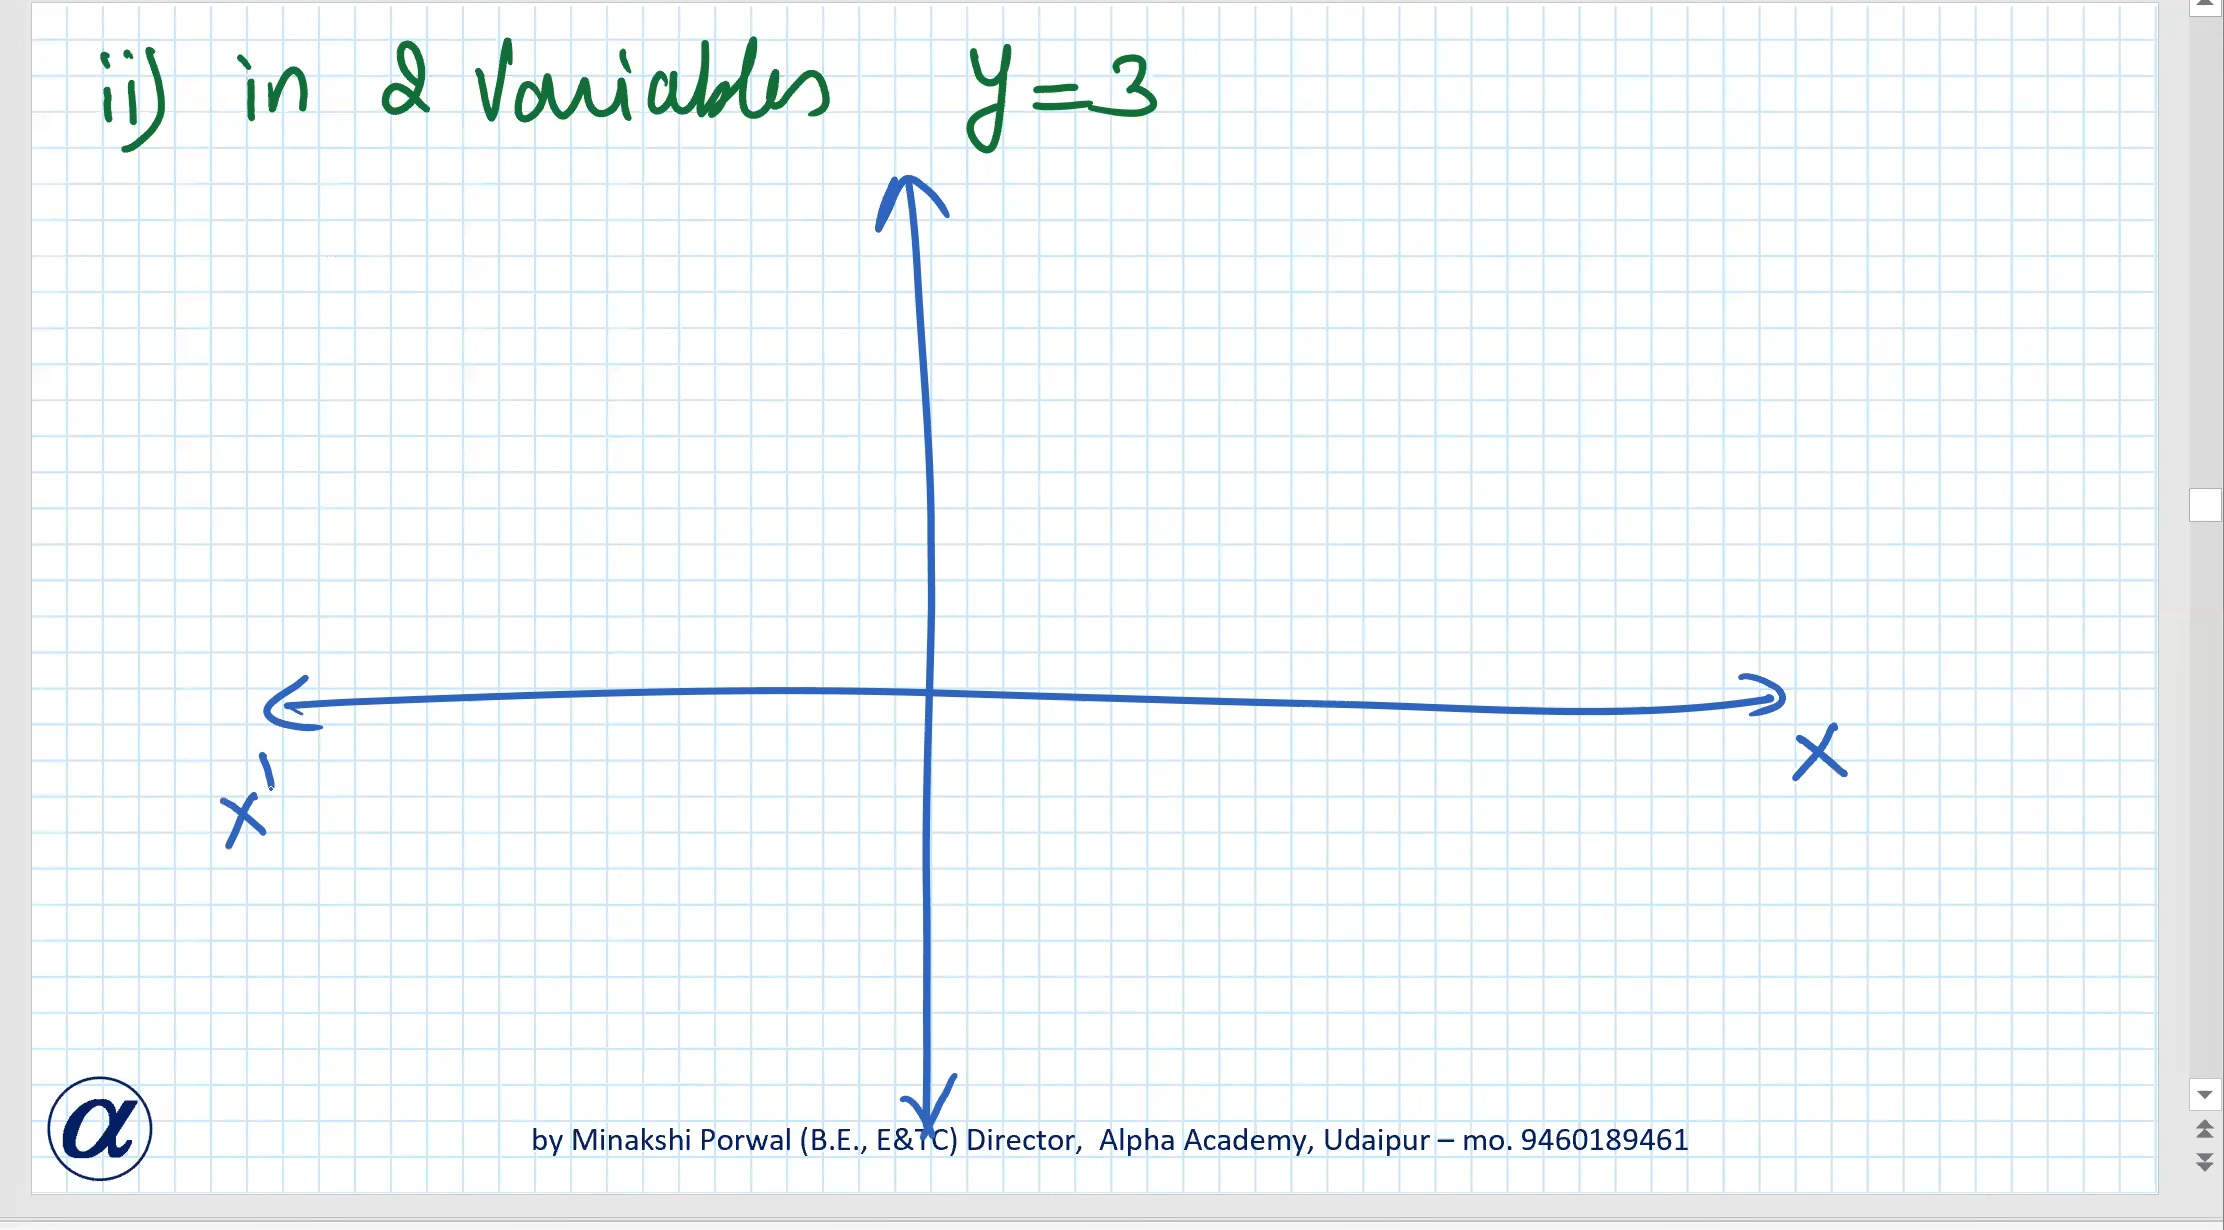 ii) in 2 Variables y=3
X
X'
α
by Minakshi Porwal (B.E., E&TC) Director, Alpha Academy, Udaipur – mo. 9460189461